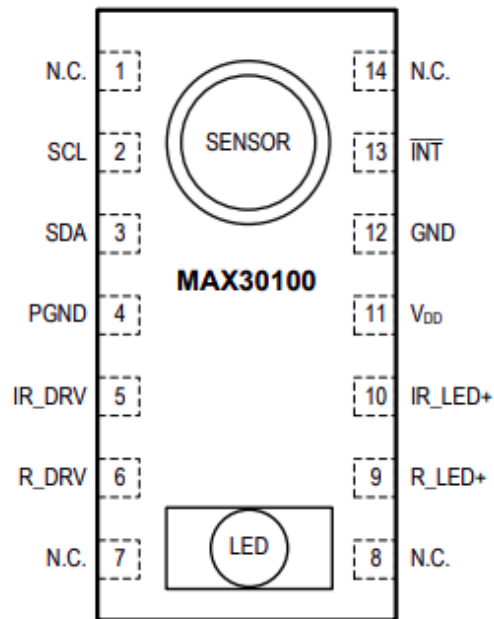 N.C. 1 14 N.C.
SENSOR
SCL 2 13 I̅N̅T̅
SDA 3 12 GND
MAX30100
PGND 4 11 VDD
IR_DRV 5 10 IR_LED+
R_DRV 6 9 R_LED+
LED
N.C. 7 8 N.C.